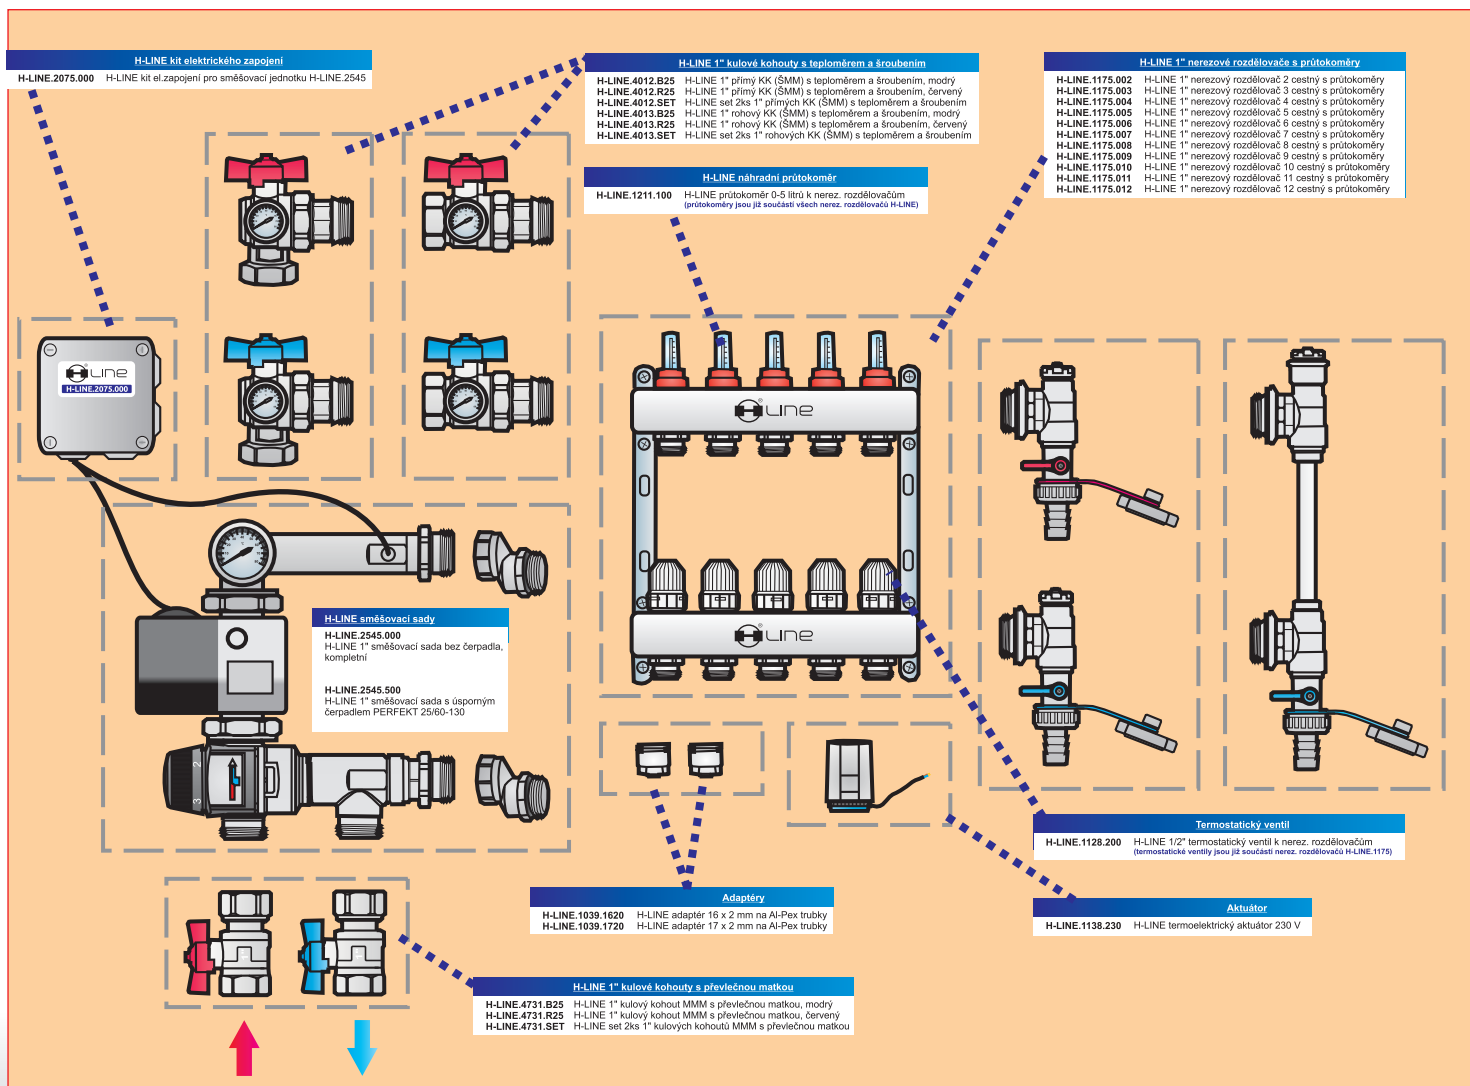 H-LINE kit elektrického zapojení
H-LINE.2075.000 H-LINE kit el.zapojení pro směšovací jednotku H-LINE.2545
H-LINE 1" kulové kohouty s teploměrem a šroubením
H-LINE.4012.B25 H-LINE 1" přímý KK (ŠMM) s teploměrem a šroubením, modrý
H-LINE.4012.R25 H-LINE 1" přímý KK (ŠMM) s teploměrem a šroubením, červený
H-LINE.4012.SET H-LINE set 2ks 1" přímých KK (ŠMM) s teploměrem a šroubením
H-LINE.4013.B25 H-LINE 1" rohový KK (ŠMM) s teploměrem a šroubením, modrý
H-LINE.4013.R25 H-LINE 1" rohový KK (ŠMM) s teploměrem a šroubením, červený
H-LINE.4013.SET H-LINE set 2ks 1" rohových KK (ŠMM) s teploměrem a šroubením
H-LINE 1" nerezové rozdělovače s průtokoměry
H-LINE.1175.002 H-LINE 1" nerezový rozdělovač 2 cestný s průtokoměry
H-LINE.1175.003 H-LINE 1" nerezový rozdělovač 3 cestný s průtokoměry
H-LINE.1175.004 H-LINE 1" nerezový rozdělovač 4 cestný s průtokoměry
H-LINE.1175.005 H-LINE 1" nerezový rozdělovač 5 cestný s průtokoměry
H-LINE.1175.006 H-LINE 1" nerezový rozdělovač 6 cestný s průtokoměry
H-LINE.1175.007 H-LINE 1" nerezový rozdělovač 7 cestný s průtokoměry
H-LINE.1175.008 H-LINE 1" nerezový rozdělovač 8 cestný s průtokoměry
H-LINE.1175.009 H-LINE 1" nerezový rozdělovač 9 cestný s průtokoměry
H-LINE.1175.010 H-LINE 1" nerezový rozdělovač 10 cestný s průtokoměry
H-LINE.1175.011 H-LINE 1" nerezový rozdělovač 11 cestný s průtokoměry
H-LINE.1175.012 H-LINE 1" nerezový rozdělovač 12 cestný s průtokoměry
H-LINE náhradní průtokoměr
H-LINE.1211.100 H-LINE průtokoměr 0-5 litrů k nerez. rozdělovačům
(průtokoměry jsou již součástí všech nerez. rozdělovačů H-LINE)
H LINE
H-LINE.2075.000
H LINE
H LINE
H-LINE směšovací sady
H-LINE.2545.000
H-LINE 1" směšovací sada bez čerpadla,
kompletní
H-LINE.2545.500
H-LINE 1" směšovací sada s úsporným
čerpadlem PERFEKT 25/60-130
2
3
Termostatický ventil
H-LINE.1128.200 H-LINE 1/2" termostatický ventil k nerez. rozdělovačům
(termostatické ventily jsou již součástí nerez. rozdělovačů H-LINE.1175)
Adaptéry
H-LINE.1039.1620 H-LINE adaptér 16 x 2 mm na Al-Pex trubky
H-LINE.1039.1720 H-LINE adaptér 17 x 2 mm na Al-Pex trubky
Aktuátor
H-LINE.1138.230 H-LINE termoelektrický aktuátor 230 V
H-LINE 1" kulové kohouty s převlečnou matkou
H-LINE.4731.B25 H-LINE 1" kulový kohout MMM s převlečnou matkou, modrý
H-LINE.4731.R25 H-LINE 1" kulový kohout MMM s převlečnou matkou, červený
H-LINE.4731.SET H-LINE set 2ks 1" kulových kohoutů MMM s převlečnou matkou